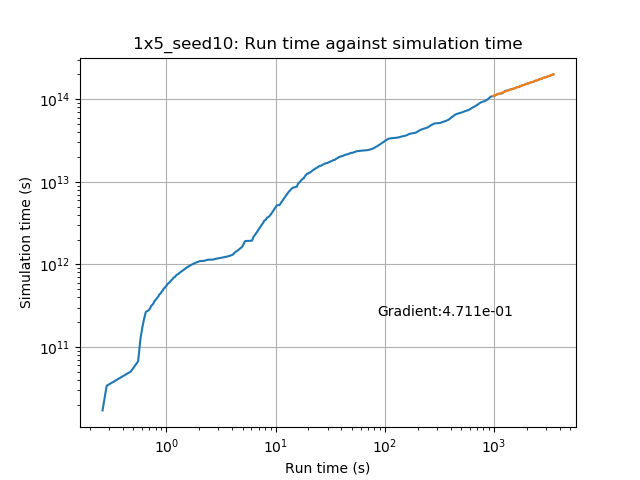 1x5_seed10: Run time against simulation time
Simulation time (s)
10^14
10^13
10^12
10^11
Gradient:4.711e-01
10^0 10^1 10^2 10^3
Run time (s)